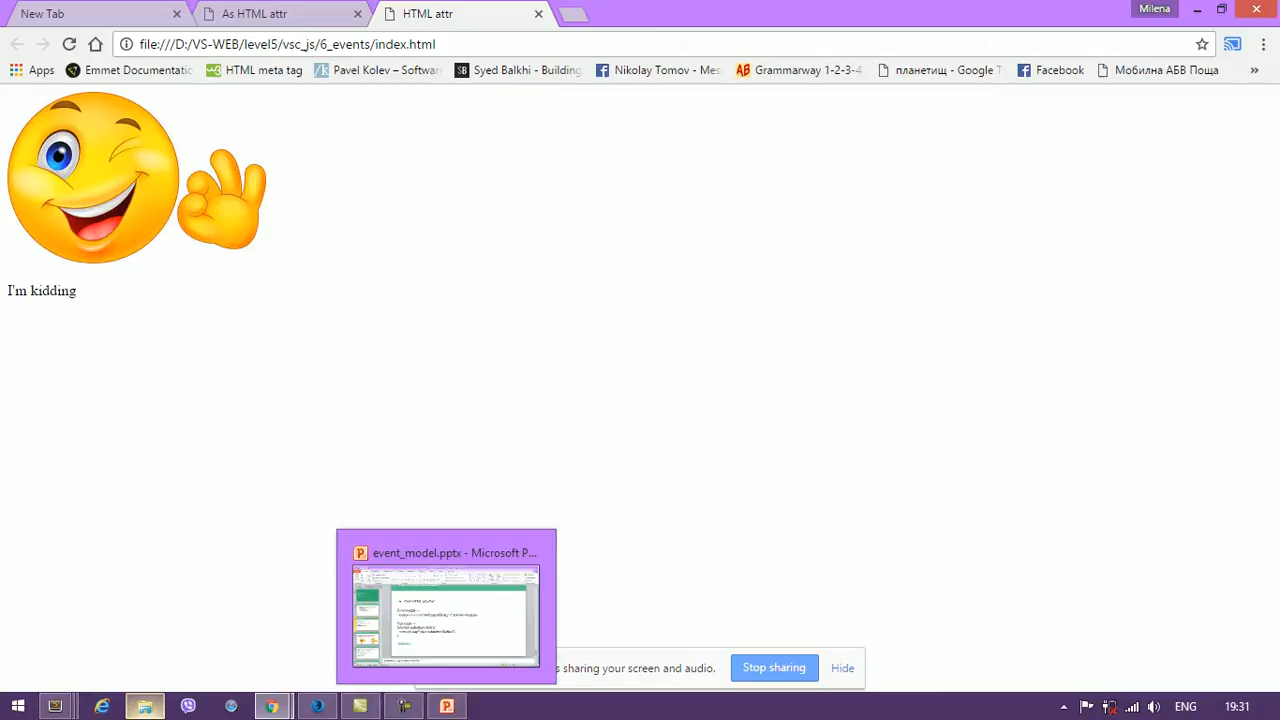 New Tab
As HTML attr
HTML attr
Milena
file:///D:/VS-WEB/level5/vsc_js/6_events/index.html
Apps
Emmet Documentatic
HTML meta tag
Pavel Kolev – Softwar
Syed Balkhi - Building
Nikolay Tomov - Mes
Grammarway 1-2-3-4
планетищ - Google T
Facebook
Мобилна АБВ Поща
»
I'm kidding
event_model.pptx - Microsoft P...
s sharing your screen and audio.
Stop sharing
Hide
ENG
19:31